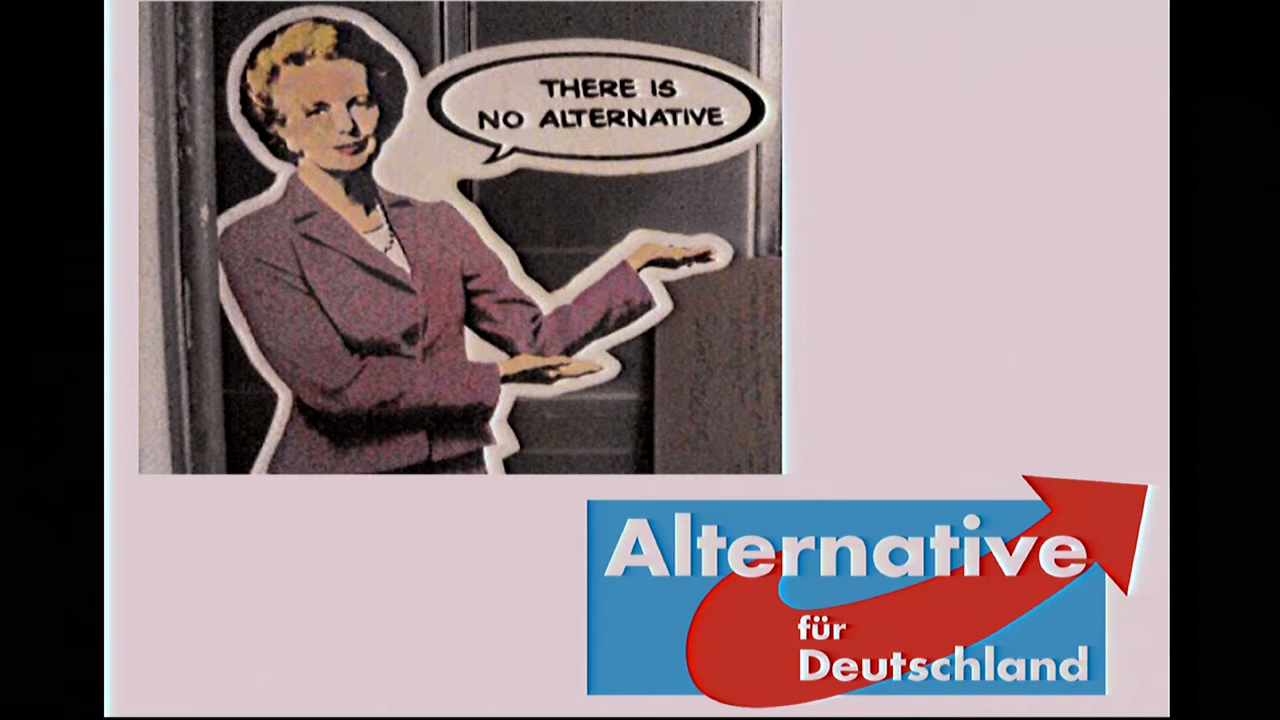 THERE IS
NO ALTERNATIVE
Alternative
für
Deutschland